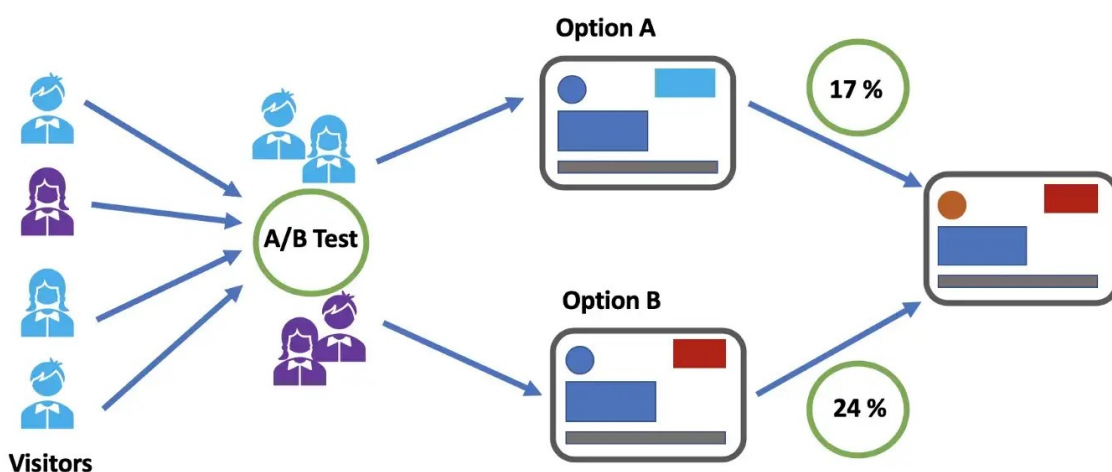 Option A
17 %
A/B Test
Option B
24 %
Visitors